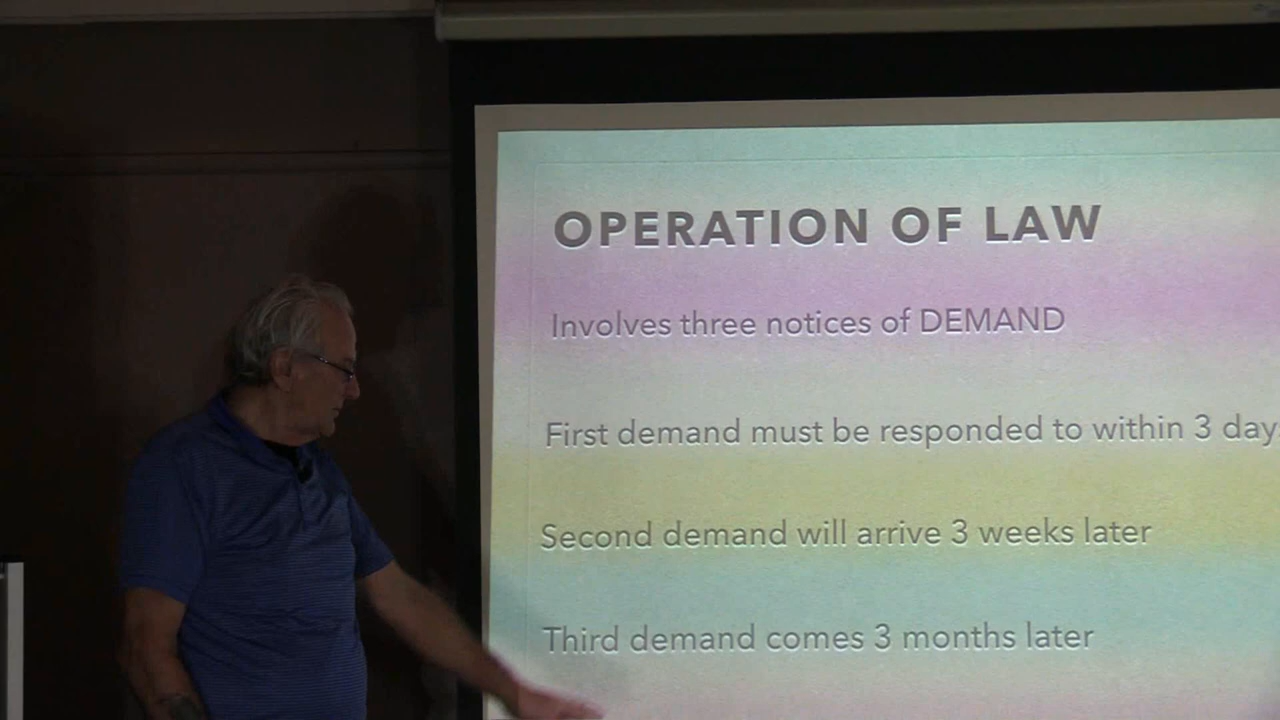 OPERATION OF LAW
Involves three notices of DEMAND
First demand must be responded to within 3 day
Second demand will arrive 3 weeks later
Third demand comes 3 months later